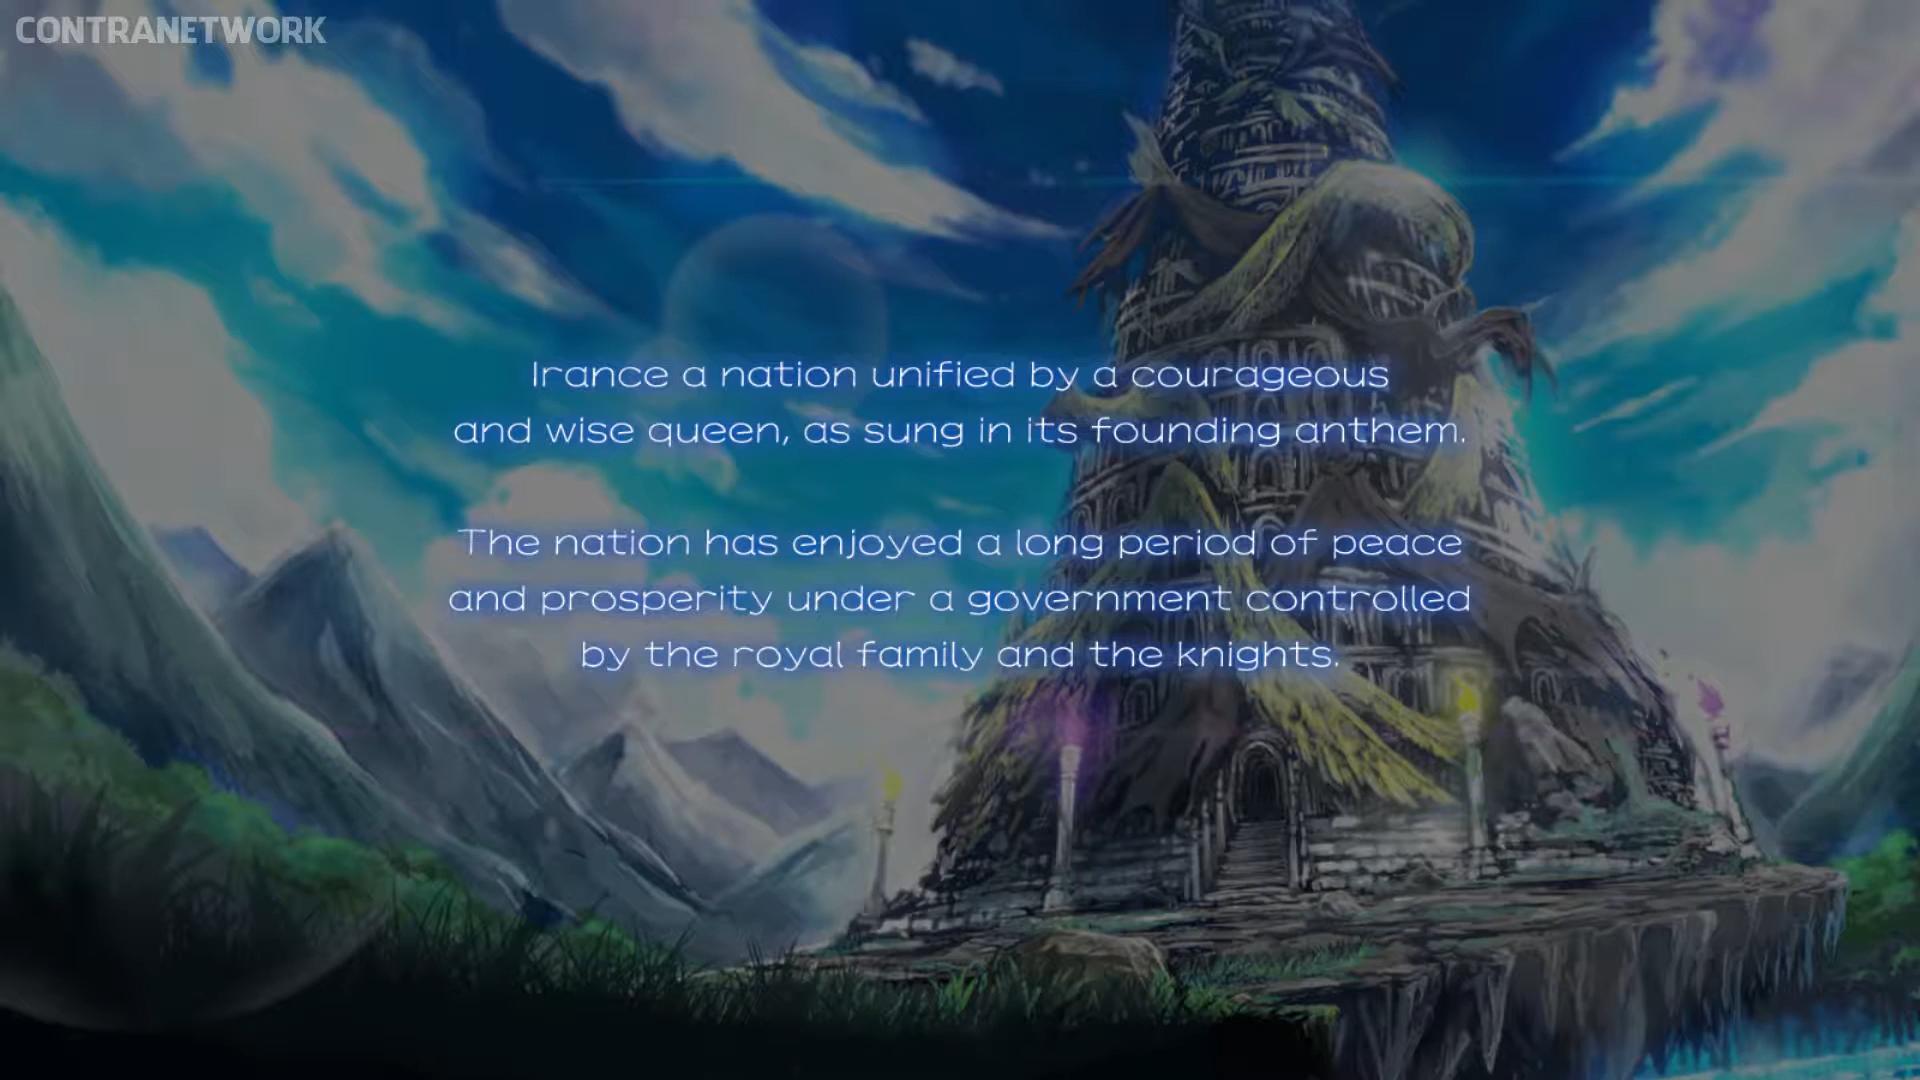 CONTRANETWORK
Irance a nation unified by a courageous
and wise queen, as sung in its founding anthem.
The nation has enjoyed a long period of peace
and prosperity under a government controlled
by the royal family and the knights.